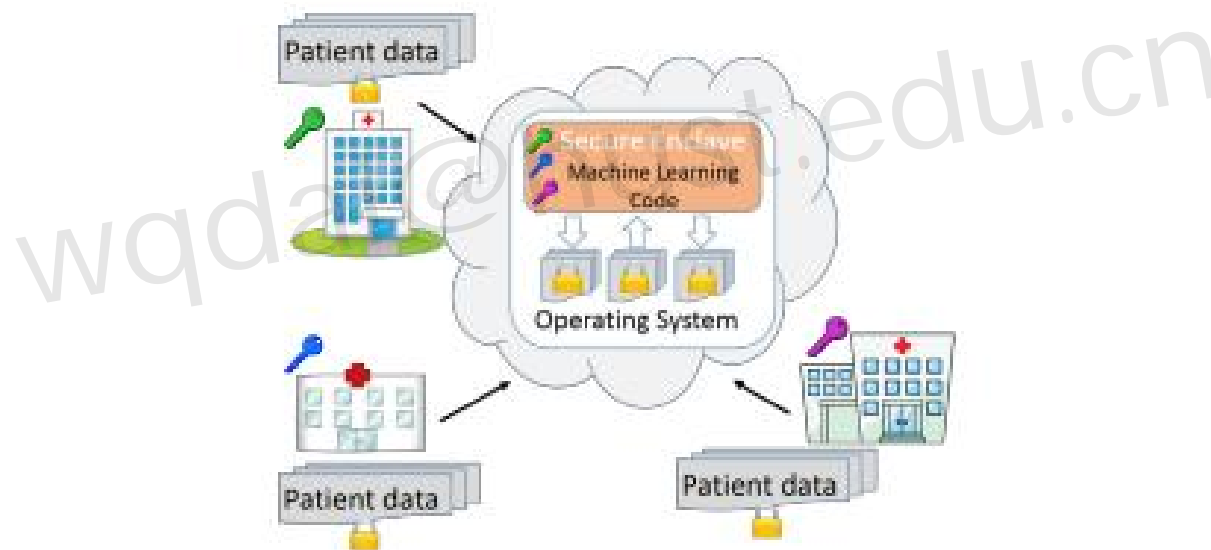 Patient data
Secure Enclave
Machine Learning
Code
Operating System
Patient data
Patient data